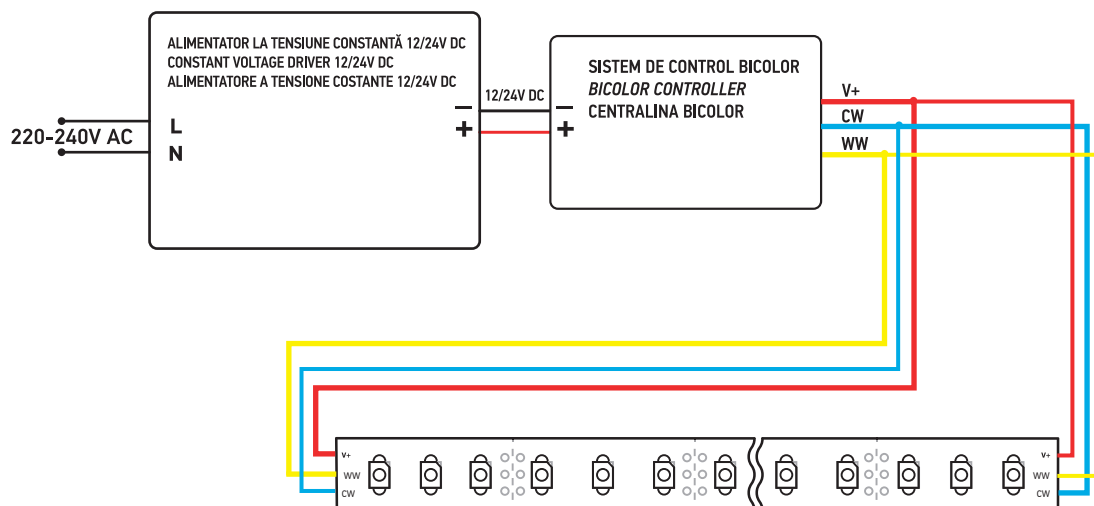 ALIMENTATOR LA TENSIUNE CONSTANTĂ 12/24V DC
CONSTANT VOLTAGE DRIVER 12/24V DC
ALIMENTATORE A TENSIONE COSTANTE 12/24V DC
220-240V AC
L
N
−
+
12/24V DC
−
+
SISTEM DE CONTROL BICOLOR
BICOLOR CONTROLLER
CENTRALINA BICOLOR
V+
CW
WW
V+
WW
CW
V+
WW
CW